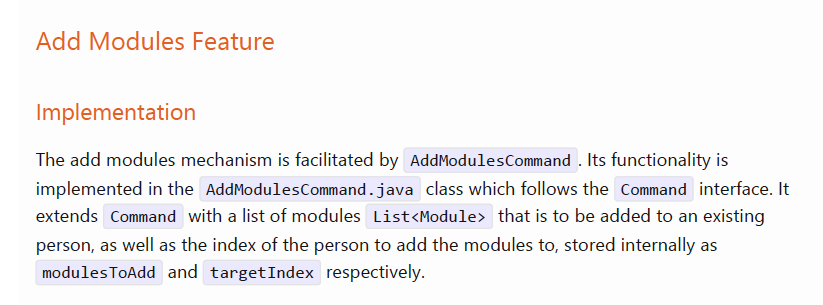 Add Modules Feature
Implementation
The add modules mechanism is facilitated by AddModulesCommand. Its functionality is
implemented in the AddModulesCommand.java class which follows the Command interface. It
extends Command with a list of modules List<Module> that is to be added to an existing
person, as well as the index of the person to add the modules to, stored internally as
modulesToAdd and targetIndex respectively.